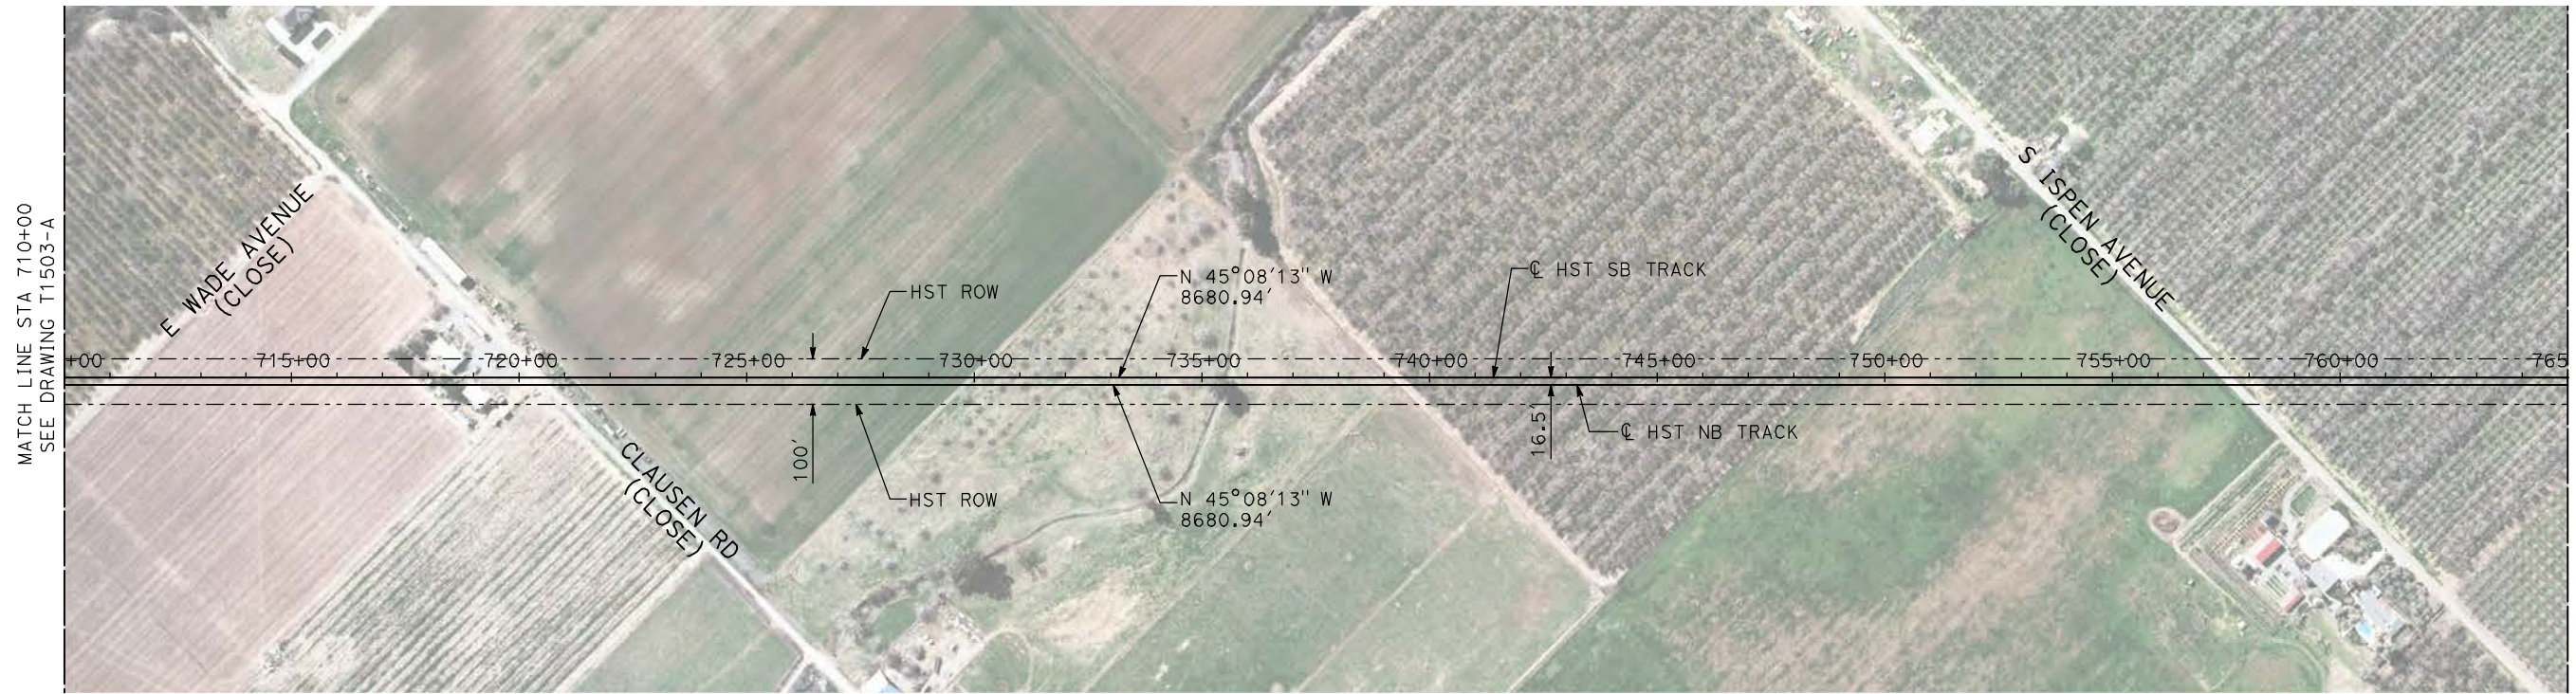 MATCH LINE STA 710+00
SEE DRAWING T1503-A
E WADE AVENUE
(CLOSE)
S ISPEN AVENUE
(CLOSE)
N 45°08'13" W
8680.94'
℄ HST SB TRACK
HST ROW
+00 715+00 720+00 725+00 730+00 735+00 740+00 745+00 750+00 755+00 760+00 765
100'
16.5'
℄ HST NB TRACK
CLAUSEN RD
(CLOSE)
HST ROW
N 45°08'13" W
8680.94'